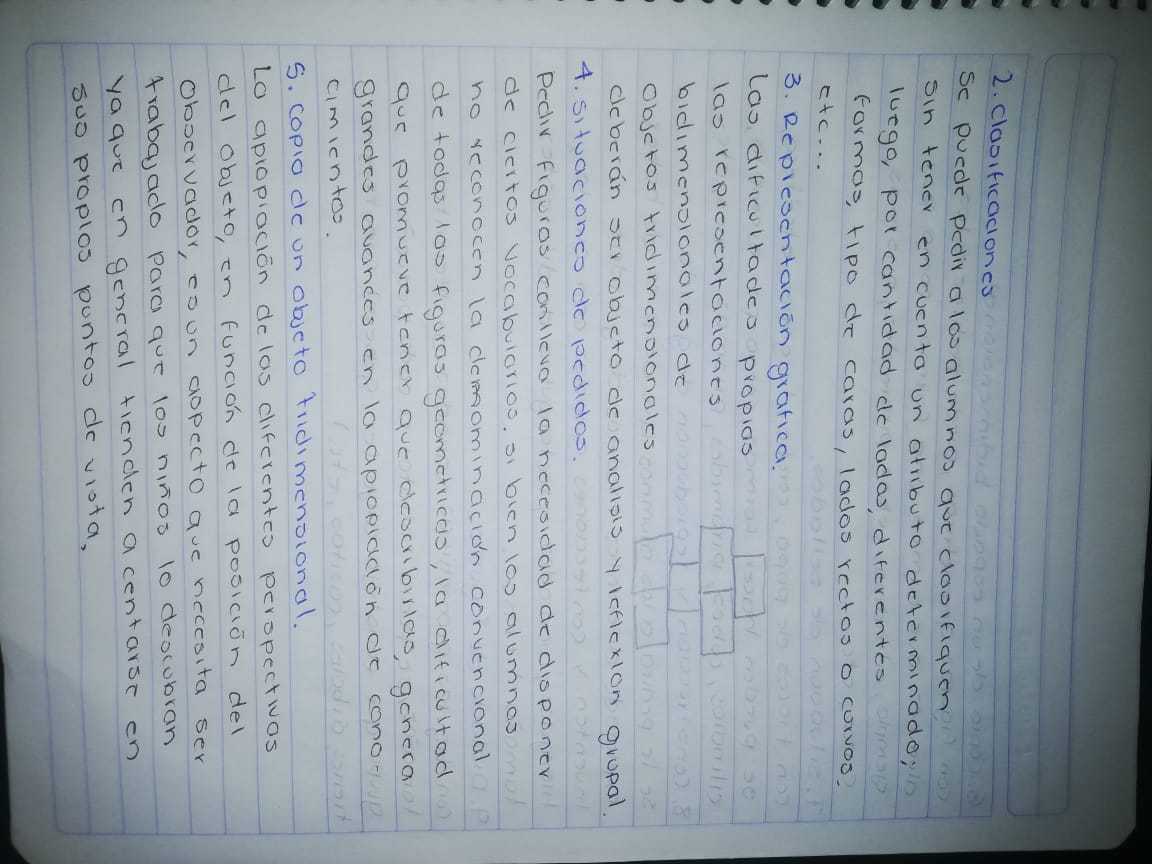 2. Clasificaciones
Se puede pedir a los alumnos que clasifiquen
sin tener en cuenta un atributo determinado,
luego, por cantidad de lados, diferentes
formas, tipo de caras, lados rectos o curvos,
etc...
3. Representación grafica.
Las dificultades propias
las representaciones
bidimensionales de
objetos tridimensionales
deberán ser objeto de analisis y reflexión grupal.
4. Situaciones de pedidos.
Pedir figuras conlleva la necesidad de disponer
de ciertos vocabularios. si bien los alumnos
no reconocen la demominación convencional
de todas las figuras geometricas, la dificultad
que promueve tener que describirlas, genera
grandes avances en la apropiación de cono-
cimientos.
5. Copia de un objeto tridimensional.
La apropiación de las diferentes perspectivas
del objeto, en función de la posición del
Observador, es un aspecto que necesita ser
trabajado para que los niños lo descubran
ya que en general tienden a centarse en
sus propios puntos de vista.